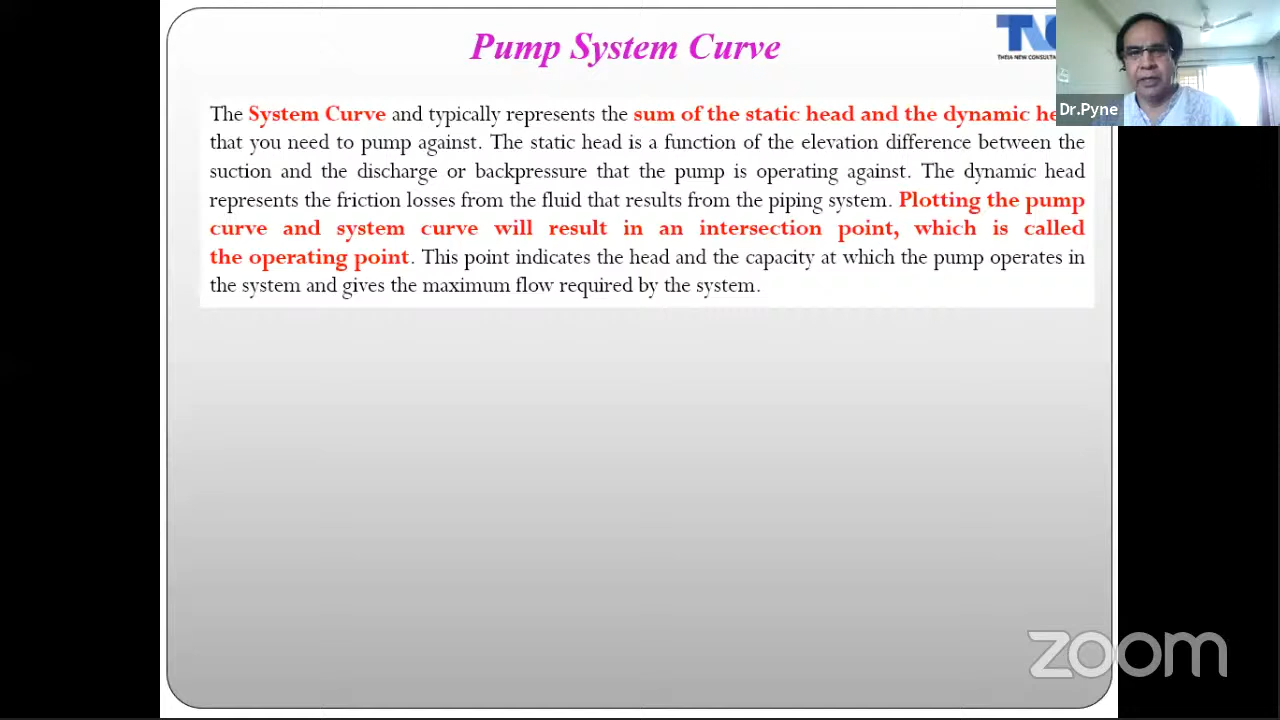 Pump System Curve
THEIA NEW CONSULTA
Dr.Pyne
The System Curve and typically represents the sum of the static head and the dynamic he
that you need to pump against. The static head is a function of the elevation difference between the
suction and the discharge or backpressure that the pump is operating against. The dynamic head
represents the friction losses from the fluid that results from the piping system. Plotting the pump
curve and system curve will result in an intersection point, which is called
the operating point. This point indicates the head and the capacity at which the pump operates in
the system and gives the maximum flow required by the system.
zoom